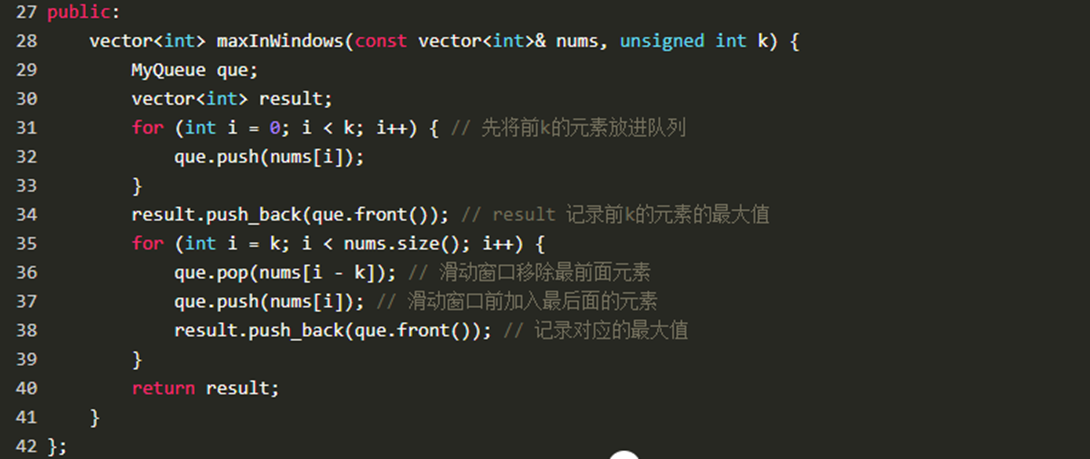 27 public:
28     vector<int> maxInWindows(const vector<int>& nums, unsigned int k) {
29         MyQueue que;
30         vector<int> result;
31         for (int i = 0; i < k; i++) { // 先将前k的元素放进队列
32             que.push(nums[i]);
33         }
34         result.push_back(que.front()); // result 记录前k的元素的最大值
35         for (int i = k; i < nums.size(); i++) {
36             que.pop(nums[i - k]); // 滑动窗口移除最前面元素
37             que.push(nums[i]); // 滑动窗口前加入最后面的元素
38             result.push_back(que.front()); // 记录对应的最大值
39         }
40         return result;
41     }
42 };